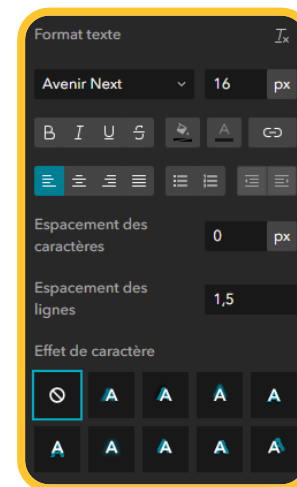 Format texte
Avenir Next 16 px
B I U S A
Espacement des
caractères
0 px
Espacement des
lignes
1,5
Effet de caractère
A A A A
A A A A A